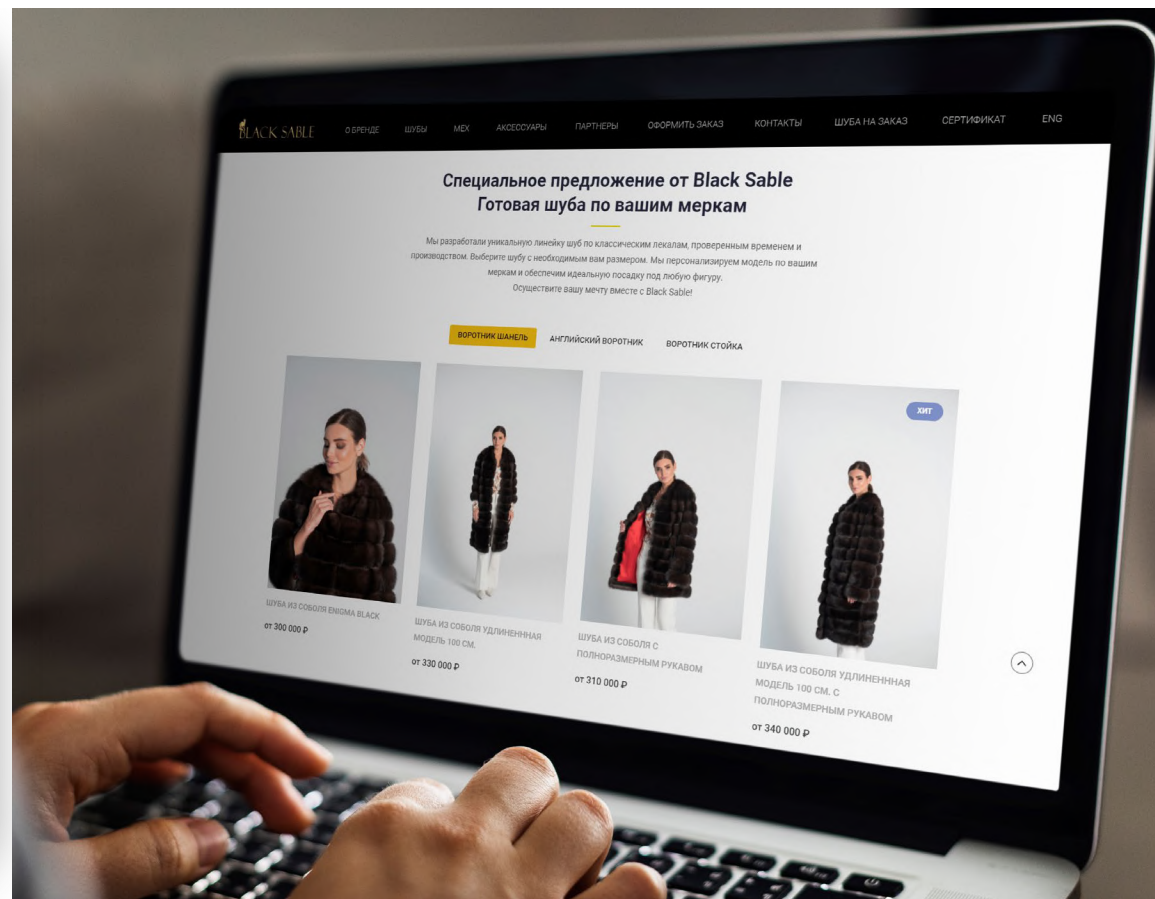 BLACK SABLE
О БРЕНДЕ
ШУБЫ
МЕХ
АКСЕССУАРЫ
ПАРТНЕРЫ
ОФОРМИТЬ ЗАКАЗ
КОНТАКТЫ
ШУБА НА ЗАКАЗ
СЕРТИФИКАТ
ENG
Специальное предложение от Black Sable
Готовая шуба по вашим меркам
Мы разработали уникальную линейку шуб по классическим лекалам, проверенным временем и
производством. Выберите шубу с необходимым вам размером. Мы персонализируем модель по вашим
меркам и обеспечим идеальную посадку под любую фигуру.
Осуществите вашу мечту вместе с Black Sable!
ВОРОТНИК ШАНЕЛЬ
АНГЛИЙСКИЙ ВОРОТНИК
ВОРОТНИК СТОЙКА
ШУБА ИЗ СОБОЛЯ ENIGMA BLACK
от 300 000 ₽
ШУБА ИЗ СОБОЛЯ УДЛИНЕНННАЯ
МОДЕЛЬ 100 СМ.
от 330 000 ₽
ШУБА ИЗ СОБОЛЯ С
ПОЛНОРАЗМЕРНЫМ РУКАВОМ
от 310 000 ₽
ХИТ
ШУБА ИЗ СОБОЛЯ УДЛИНЕНННАЯ
МОДЕЛЬ 100 СМ. С
ПОЛНОРАЗМЕРНЫМ РУКАВОМ
от 340 000 ₽